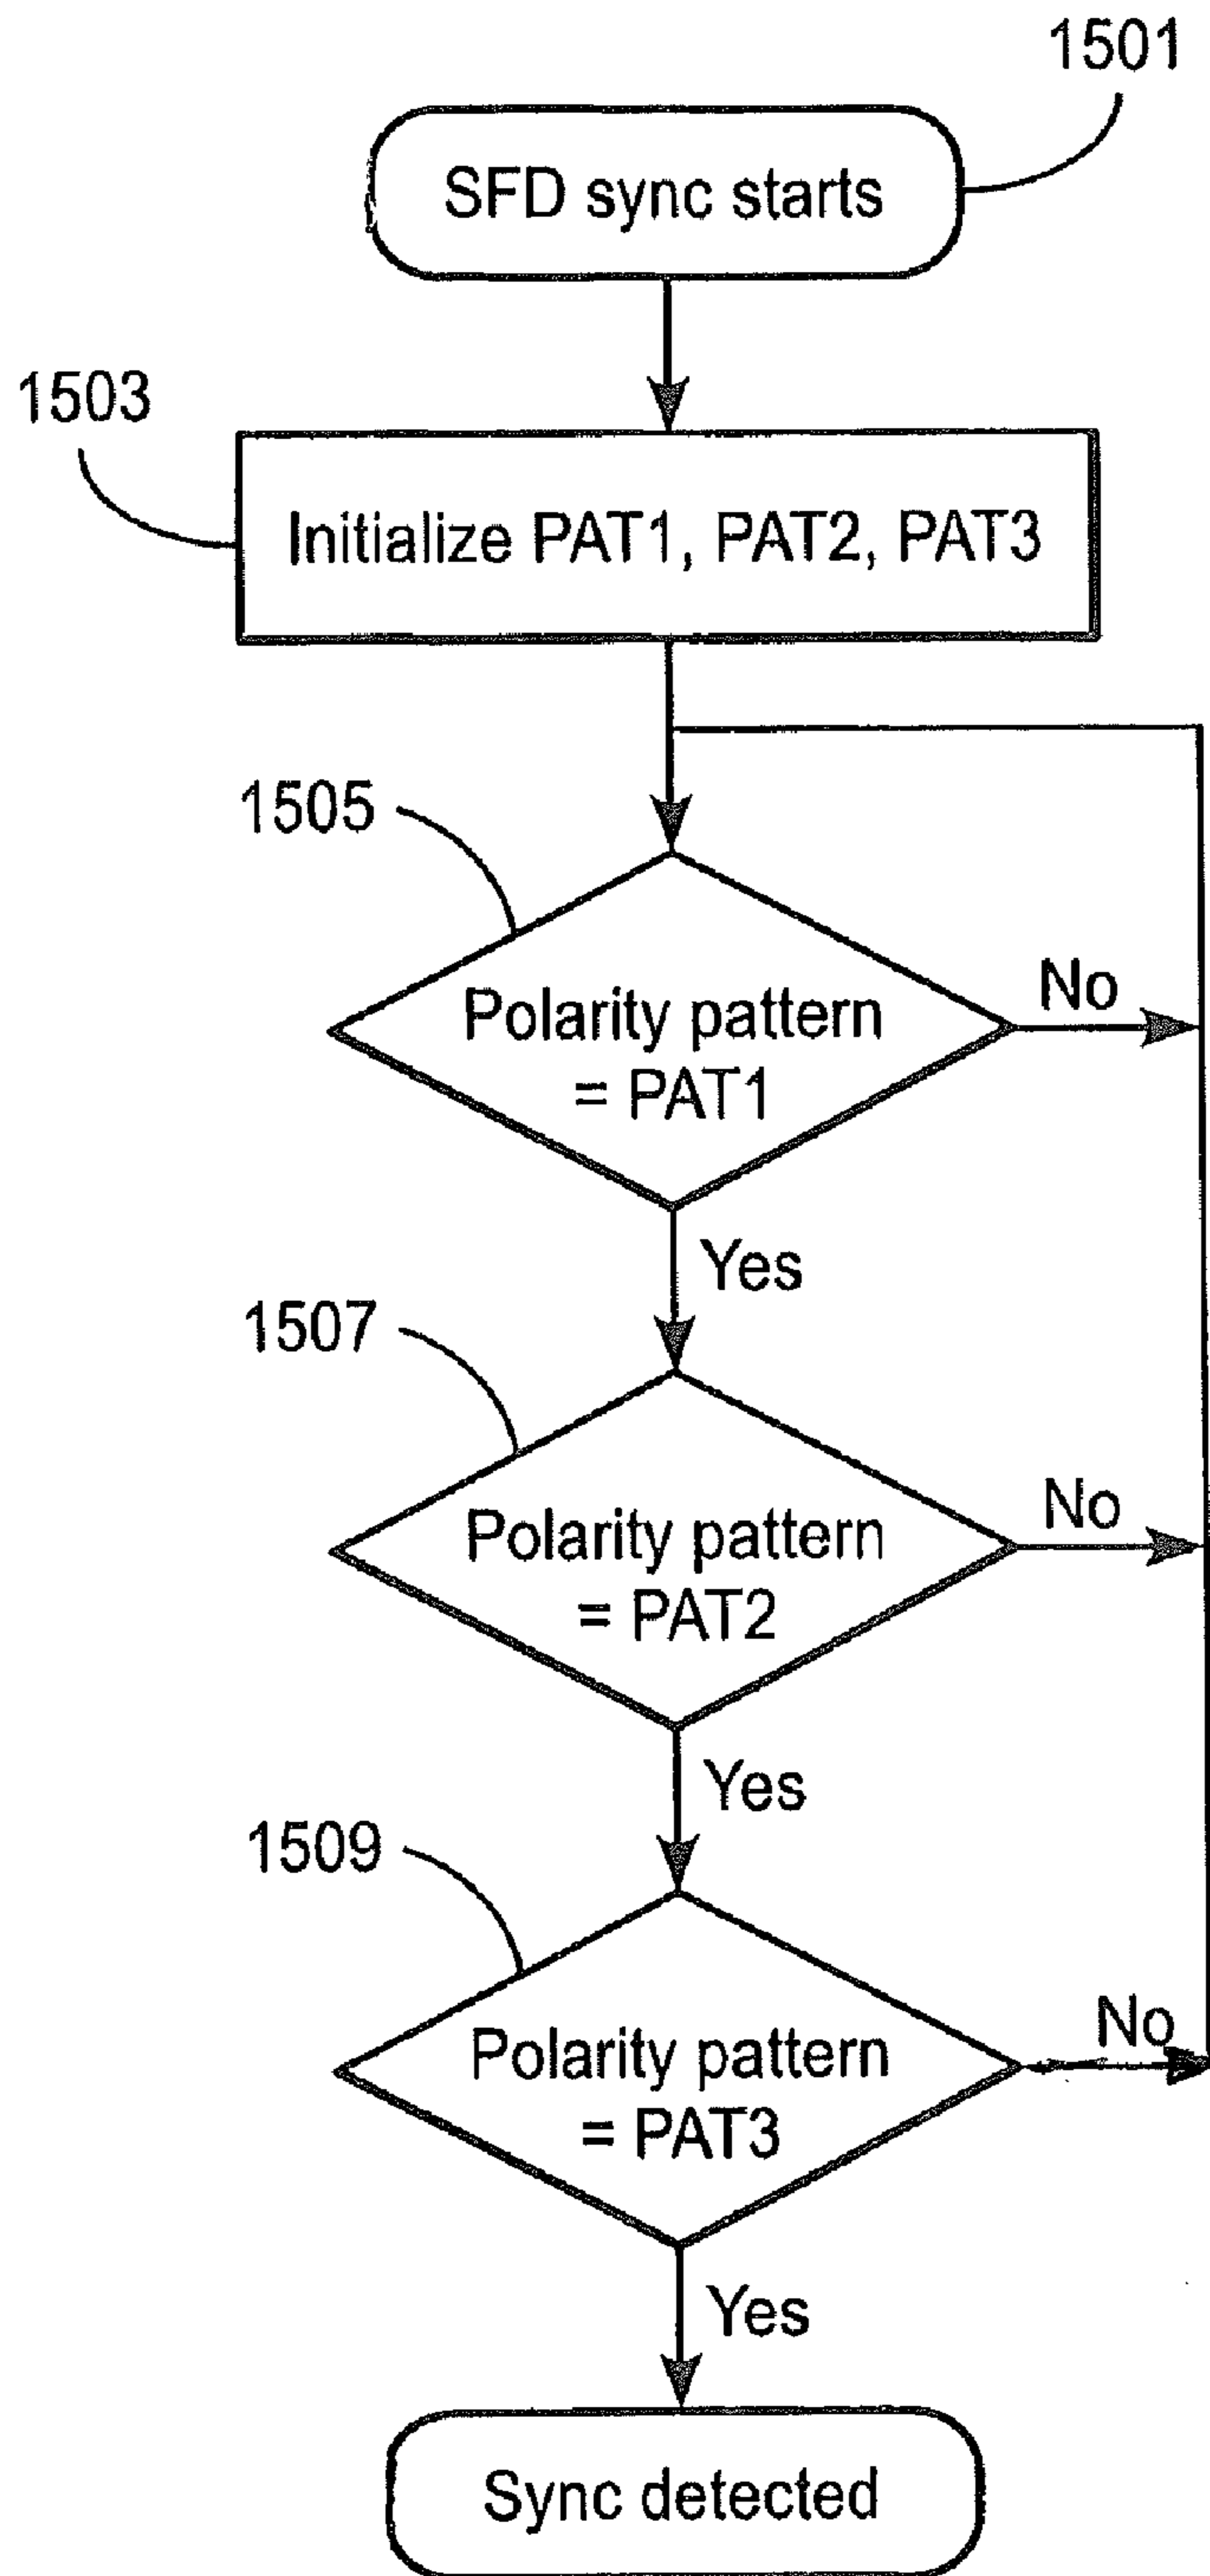 1501
SFD sync starts
1503
Initialize PAT1, PAT2, PAT3
1505
Polarity pattern
= PAT1
No
Yes
1507
Polarity pattern
= PAT2
No
Yes
1509
Polarity pattern
= PAT3
No
Yes
Sync detected